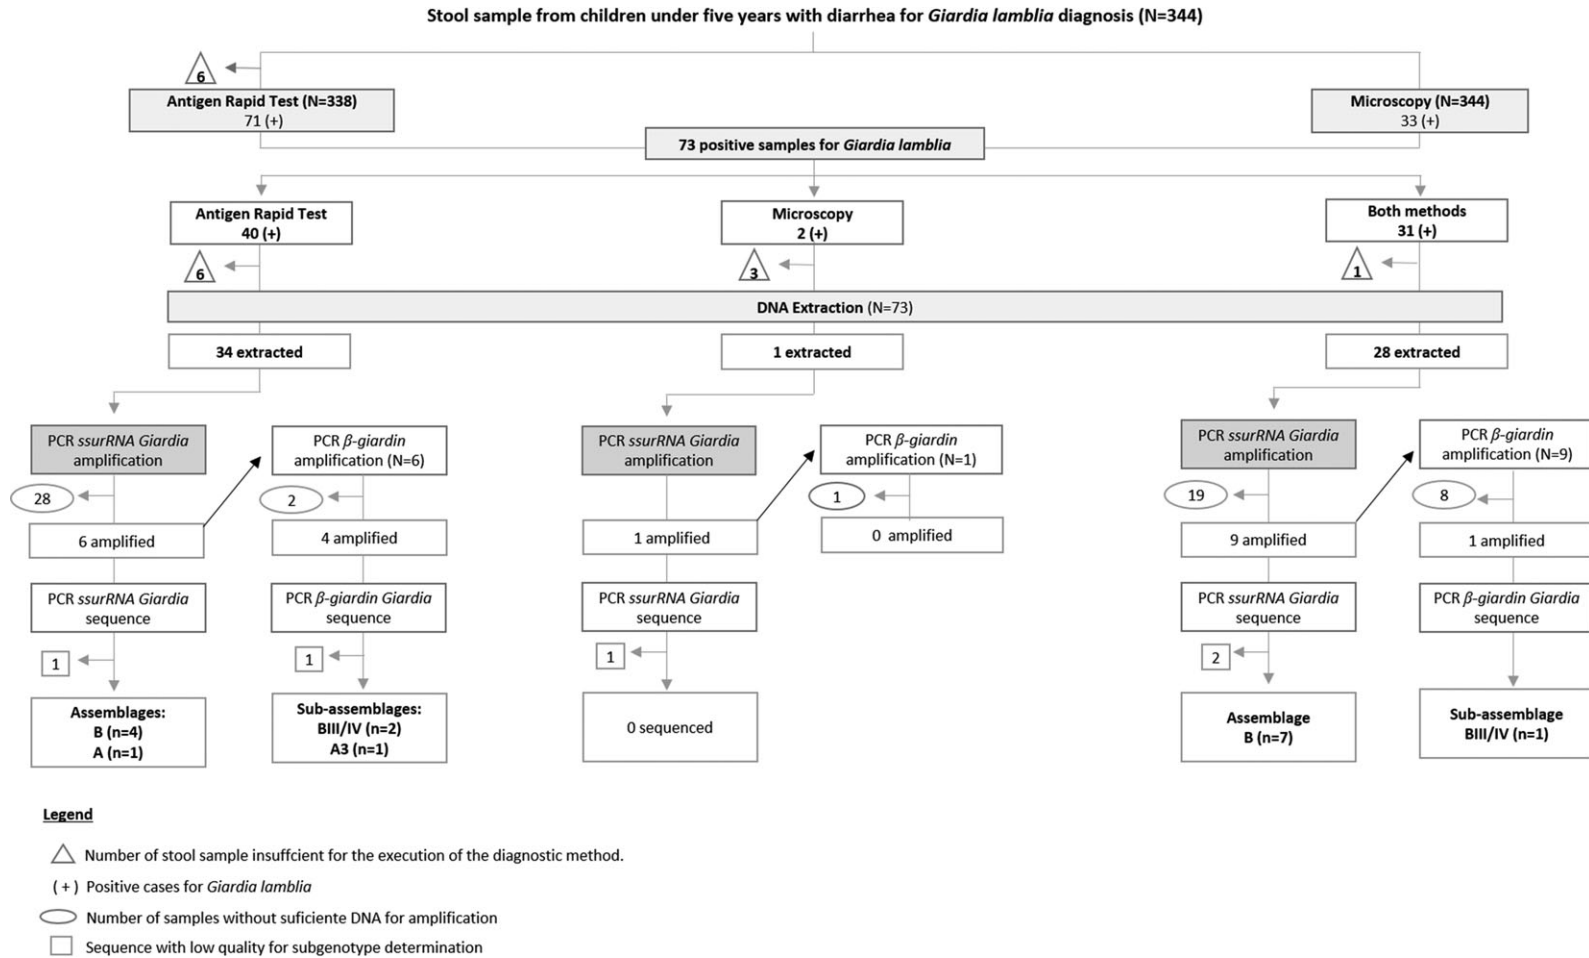 Stool sample from children under five years with diarrhea for Giardia lamblia diagnosis (N=344)
6
Antigen Rapid Test (N=338)
71 (+)
Microscopy (N=344)
33 (+)
73 positive samples for Giardia lamblia
Antigen Rapid Test
40 (+)
Microscopy
2 (+)
Both methods
31 (+)
6
3
1
DNA Extraction (N=73)
34 extracted
1 extracted
28 extracted
PCR ssurRNA Giardia
amplification
PCR β-giardin
amplification (N=6)
PCR ssurRNA Giardia
amplification
PCR β-giardin
amplification (N=1)
PCR ssurRNA Giardia
amplification
PCR β-giardin
amplification (N=9)
28
2
1
19
8
6 amplified
4 amplified
1 amplified
0 amplified
9 amplified
1 amplified
PCR ssurRNA Giardia
sequence
PCR β-giardin Giardia
sequence
PCR ssurRNA Giardia
sequence
PCR ssurRNA Giardia
sequence
PCR β-giardin Giardia
sequence
1
1
1
2
Assemblages:
B (n=4)
A (n=1)
Sub-assemblages:
BIII/IV (n=2)
A3 (n=1)
0 sequenced
Assemblage
B (n=7)
Sub-assemblage
BIII/IV (n=1)
Legend
Number of stool sample insuffcient for the execution of the diagnostic method.
(+) Positive cases for Giardia lamblia
Number of samples without suficiente DNA for amplification
Sequence with low quality for subgenotype determination